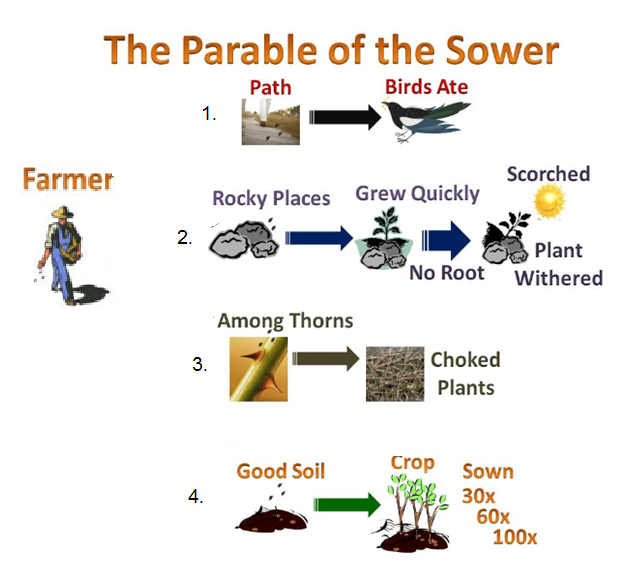 The Parable of the Sower
Path
Birds Ate
1.
Farmer
Rocky Places
Grew Quickly
Scorched
2.
No Root
Plant
Withered
Among Thorns
3.
Choked
Plants
Good Soil
Crop
Sown
4.
30x
60x
100x